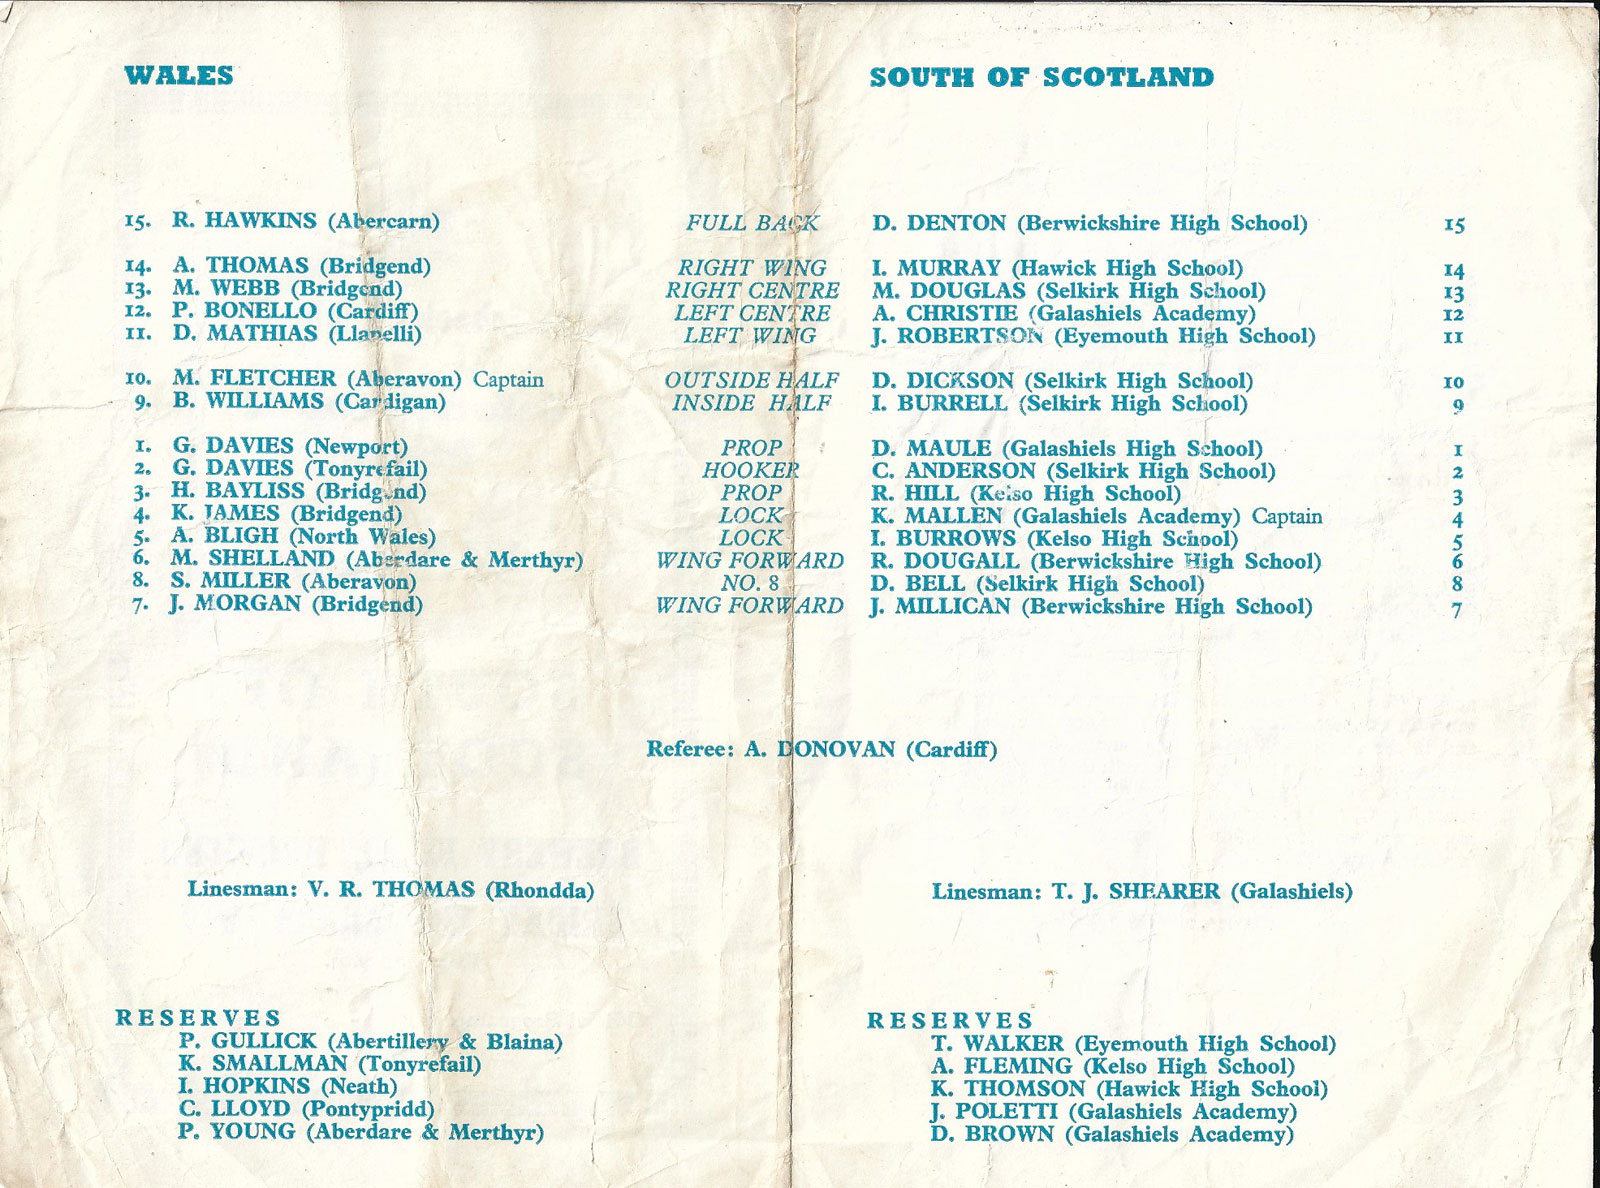 WALES SOUTH OF SCOTLAND
15. R. HAWKINS (Abercarn) FULL BACK D. DENTON (Berwickshire High School) 15
14. A. THOMAS (Bridgend) RIGHT WING I. MURRAY (Hawick High School) 14
13. M. WEBB (Bridgend) RIGHT CENTRE M. DOUGLAS (Selkirk High School) 13
12. P. BONELLO (Cardiff) LEFT CENTRE A. CHRISTIE (Galashiels Academy) 12
11. D. MATHIAS (Llanelli) LEFT WING J. ROBERTSON (Eyemouth High School) 11
10. M. FLETCHER (Aberavon) Captain OUTSIDE HALF D. DICKSON (Selkirk High School) 10
9. B. WILLIAMS (Cardigan) INSIDE HALF I. BURRELL (Selkirk High School) 9
1. G. DAVIES (Newport) PROP D. MAULE (Galashiels High School) 1
2. G. DAVIES (Tonyrefail) HOOKER C. ANDERSON (Selkirk High School) 2
3. H. BAYLISS (Bridgend) PROP R. HILL (Kelso High School) 3
4. K. JAMES (Bridgend) LOCK K. MALLEN (Galashiels Academy) Captain 4
5. A. BLIGH (North Wales) LOCK I. BURROWS (Kelso High School) 5
6. M. SHELLAND (Aberdare & Merthyr) WING FORWARD R. DOUGALL (Berwickshire High School) 6
8. S. MILLER (Aberavon) NO. 8 D. BELL (Selkirk High School) 8
7. J. MORGAN (Bridgend) WING FORWARD J. MILLICAN (Berwickshire High School) 7
Referee: A. DONOVAN (Cardiff)
Linesman: V. R. THOMAS (Rhondda) Linesman: T. J. SHEARER (Galashiels)
RESERVES
P. GULLICK (Abertillery & Blaina)
K. SMALLMAN (Tonyrefail)
I. HOPKINS (Neath)
C. LLOYD (Pontypridd)
P. YOUNG (Aberdare & Merthyr)
RESERVES
T. WALKER (Eyemouth High School)
A. FLEMING (Kelso High School)
K. THOMSON (Hawick High School)
J. POLETTI (Galashiels Academy)
D. BROWN (Galashiels Academy)